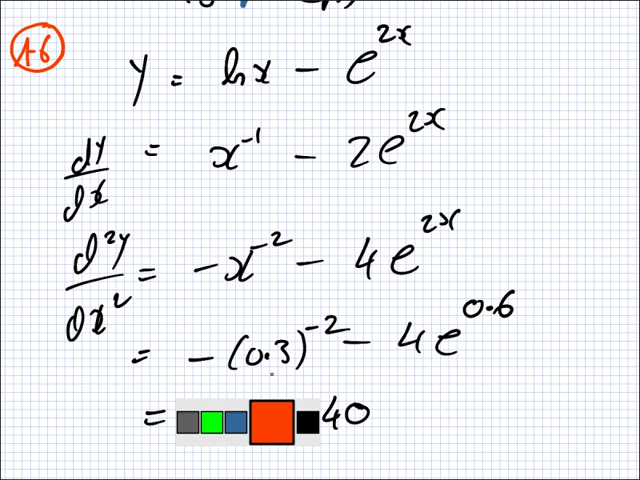 16
y = ln x - e^{2x}
dy/dx = x^{-1} - 2e^{2x}
d²y/dx² = -x^{-2} - 4e^{2x}
= -(0.3)^{-2} - 4e^{0.6}
= 40